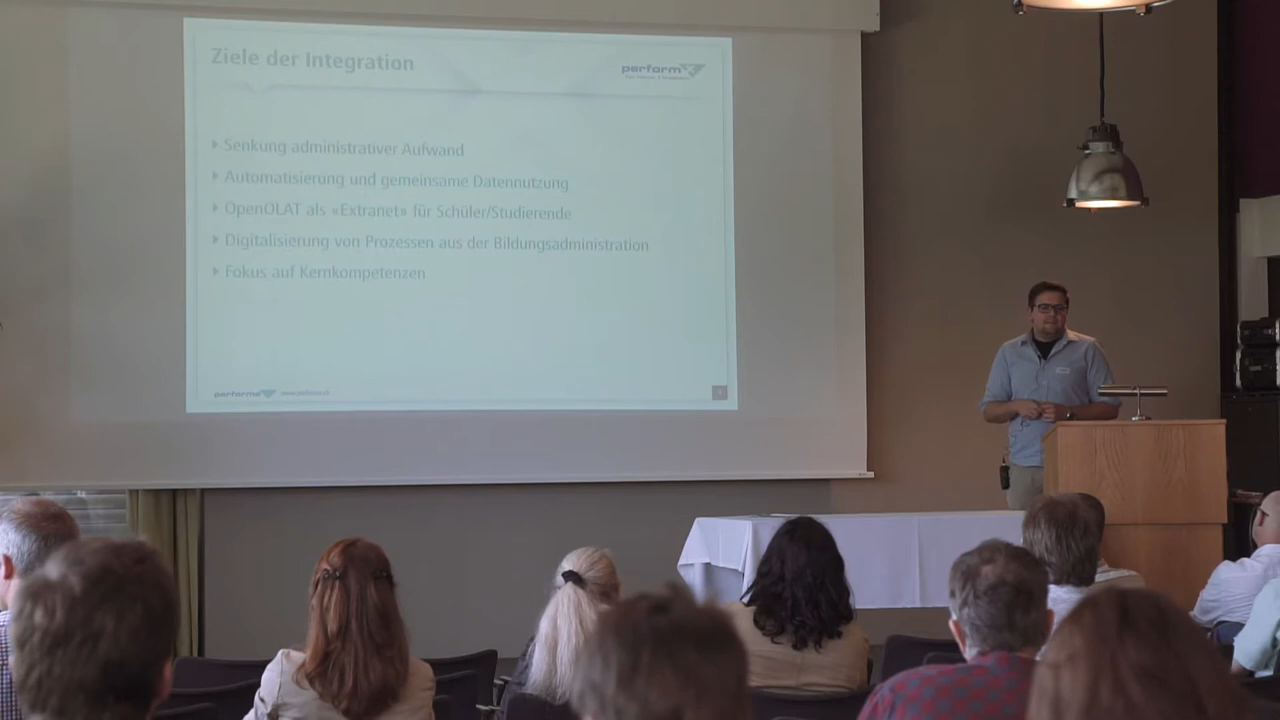 Ziele der Integration
perform
Senkung administrativer Aufwand
Automatisierung und gemeinsame Datennutzung
OpenOLAT als «Extranet» für Schüler/Studierende
Digitalisierung von Prozessen aus der Bildungsadministration
Fokus auf Kernkompetenzen